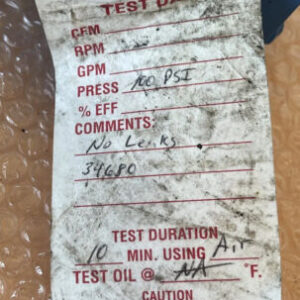 TEST DA
CFM
RPM
GPM
PRESS 100 PSI
% EFF
COMMENTS:
No Leaks
34680
TEST DURATION
10 MIN. USING Air
TEST OIL @ NA °F.
CAUTION